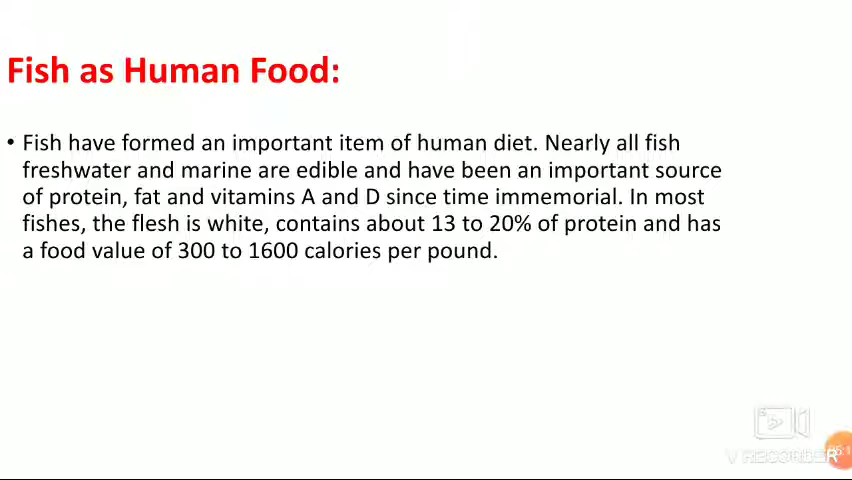 Fish as Human Food:
• Fish have formed an important item of human diet. Nearly all fish
freshwater and marine are edible and have been an important source
of protein, fat and vitamins A and D since time immemorial. In most
fishes, the flesh is white, contains about 13 to 20% of protein and has
a food value of 300 to 1600 calories per pound.
V RECORDER